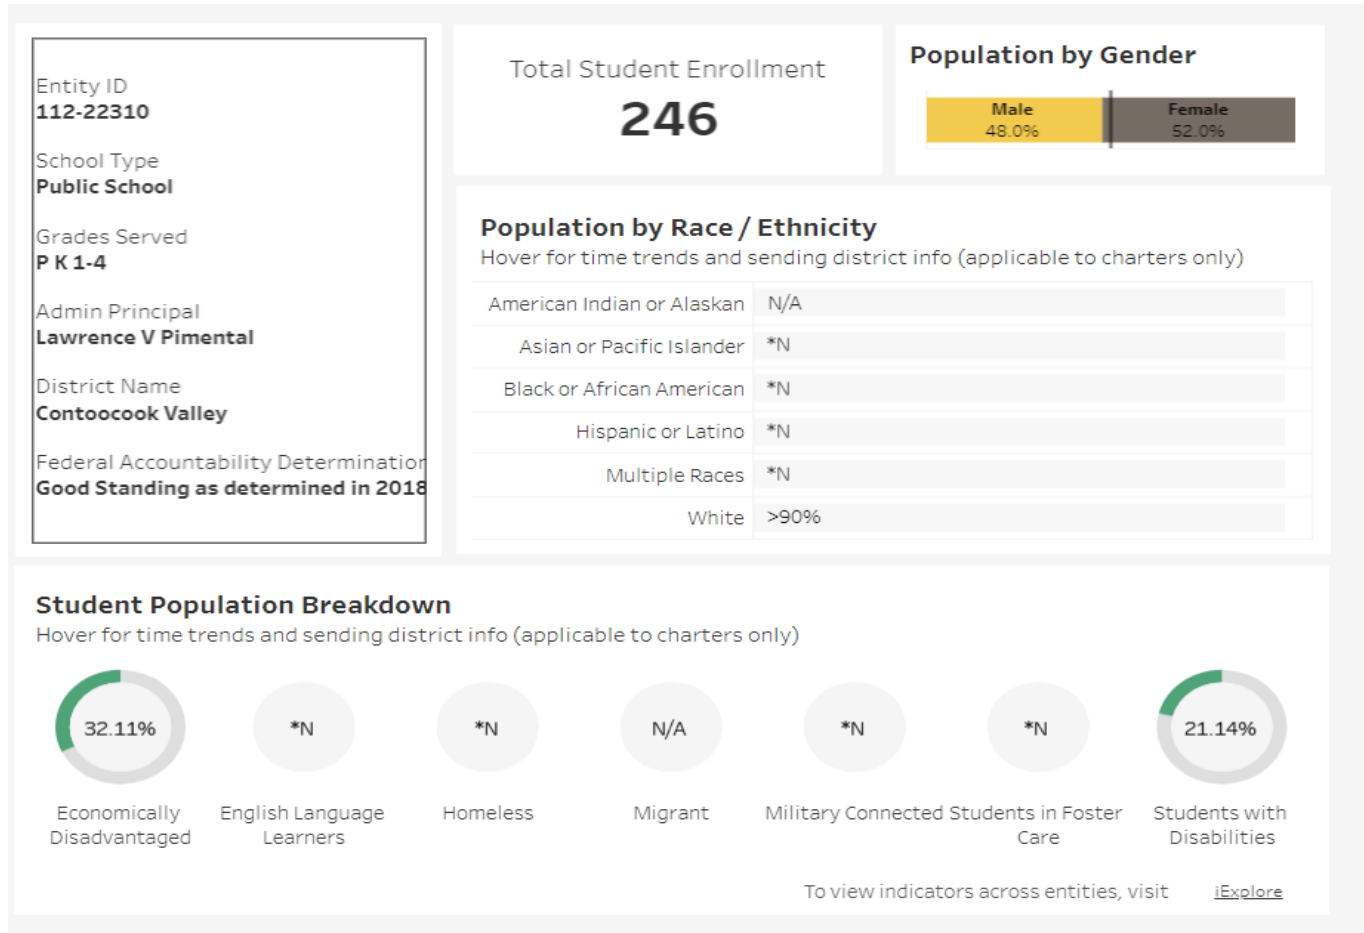 Entity ID
112-22310
School Type
Public School
Grades Served
P K 1-4
Admin Principal
Lawrence V Pimental
District Name
Contoocook Valley
Federal Accountability Determination
Good Standing as determined in 2018
Total Student Enrollment
246
Population by Gender
Male Female
48.0% 52.0%
Population by Race / Ethnicity
Hover for time trends and sending district info (applicable to charters only)
American Indian or Alaskan N/A
Asian or Pacific Islander *N
Black or African American *N
Hispanic or Latino *N
Multiple Races *N
White >90%
Student Population Breakdown
Hover for time trends and sending district info (applicable to charters only)
32.11% *N *N N/A *N *N 21.14%
Economically English Language Homeless Migrant Military Connected Students in Foster Students with
Disadvantaged Learners Care Disabilities
To view indicators across entities, visit iExplore